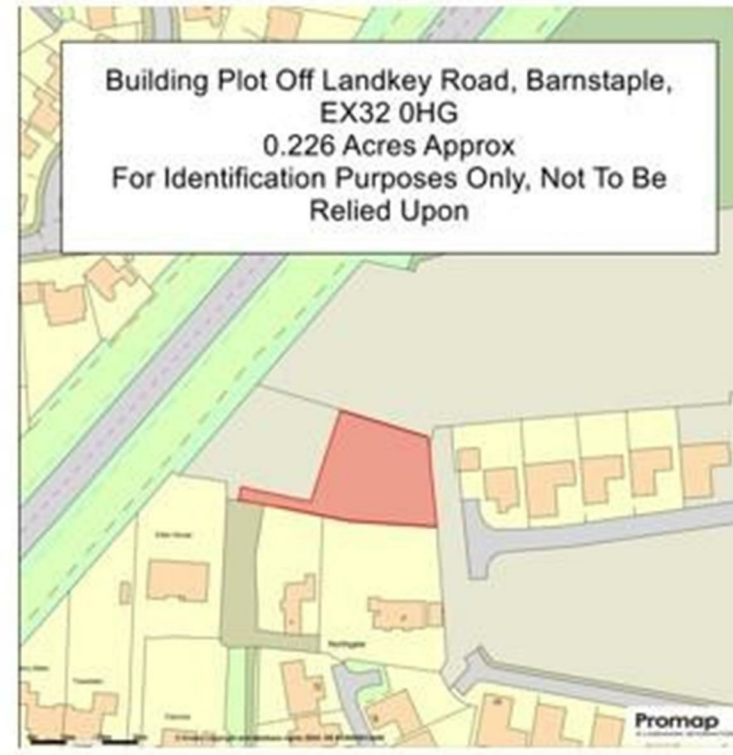 Building Plot Off Landkey Road, Barnstaple,
EX32 0HG
0.226 Acres Approx
For Identification Purposes Only, Not To Be
Relied Upon
Promap